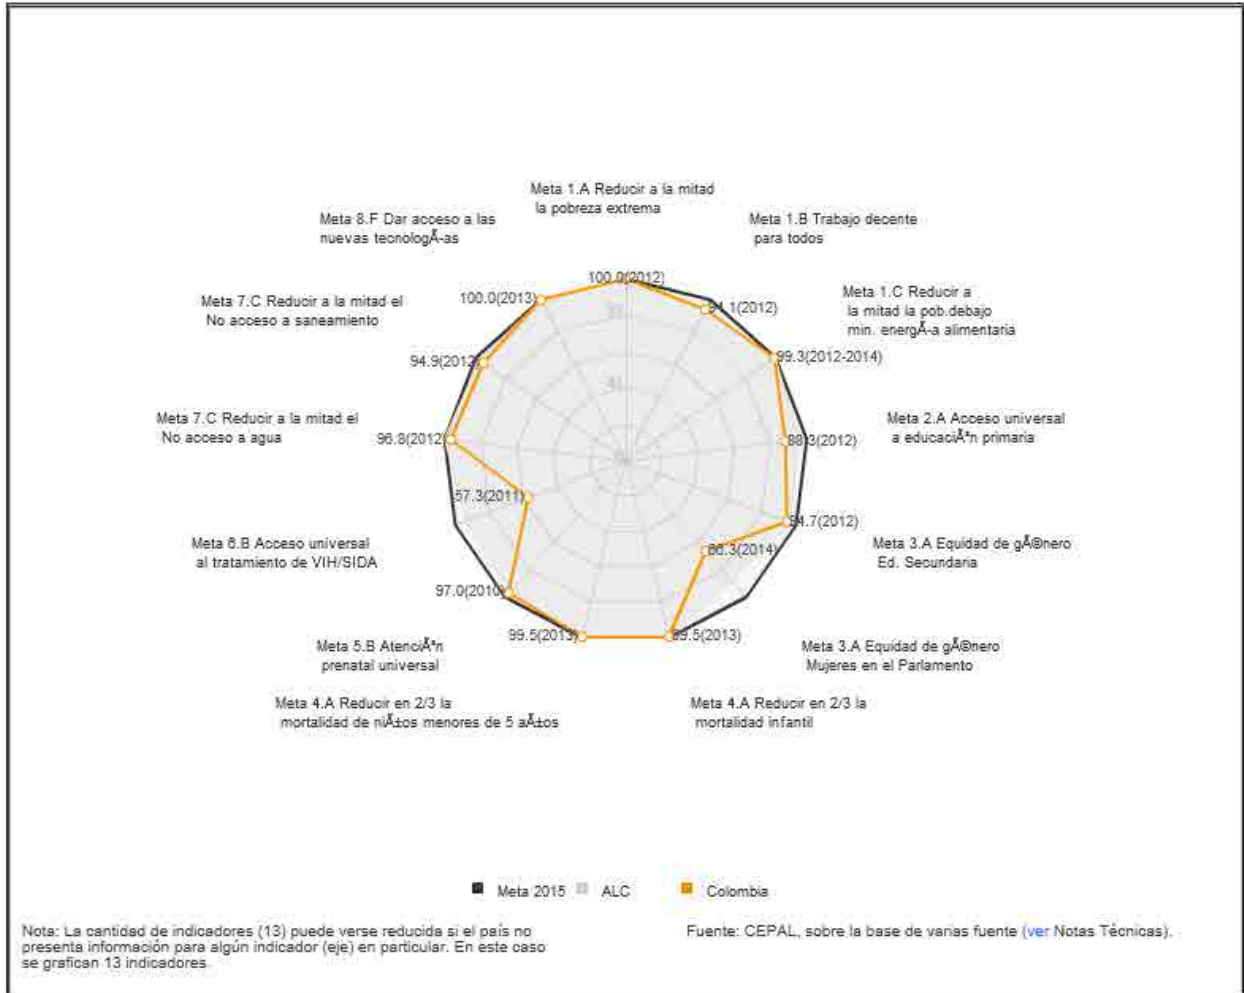 Meta 1.A Reducir a la mitad
la pobreza extrema
Meta 8.F Dar acceso a las
nuevas tecnologÃ-as
Meta 1.B Trabajo decente
para todos
100.0(2012)
Meta 7.C Reducir a la mitad el
No acceso a saneamiento
100.0(2013)
94.1(2012)
Meta 1.C Reducir a
la mitad la pob.debajo
min. energÃ-a alimentaria
94.9(2012)
99.3(2012-2014)
Meta 7.C Reducir a la mitad el
No acceso a agua
96.8(2012)
88.3(2012)
Meta 2.A Acceso universal
a educaciÃªn primaria
57.3(2011)
94.7(2012)
Meta 6.B Acceso universal
al tratamiento de VIH/SIDA
66.3(2014)
Meta 3.A Equidad de gÃ©nero
Ed. Secundaria
97.0(2010)
99.5(2013)
99.5(2013)
Meta 5.B AtenciÃªn
prenatal universal
Meta 3.A Equidad de gÃ©nero
Mujeres en el Parlamento
Meta 4.A Reducir en 2/3 la
mortalidad de niÃ±os menores de 5 aÃ±os
Meta 4.A Reducir en 2/3 la
mortalidad infantil
Meta 2015 ALC Colombia
Nota: La cantidad de indicadores (13) puede verse reducida si el país no
presenta información para algún indicador (eje) en particular. En este caso
se grafican 13 indicadores.
Fuente: CEPAL, sobre la base de varias fuente (ver Notas Técnicas).